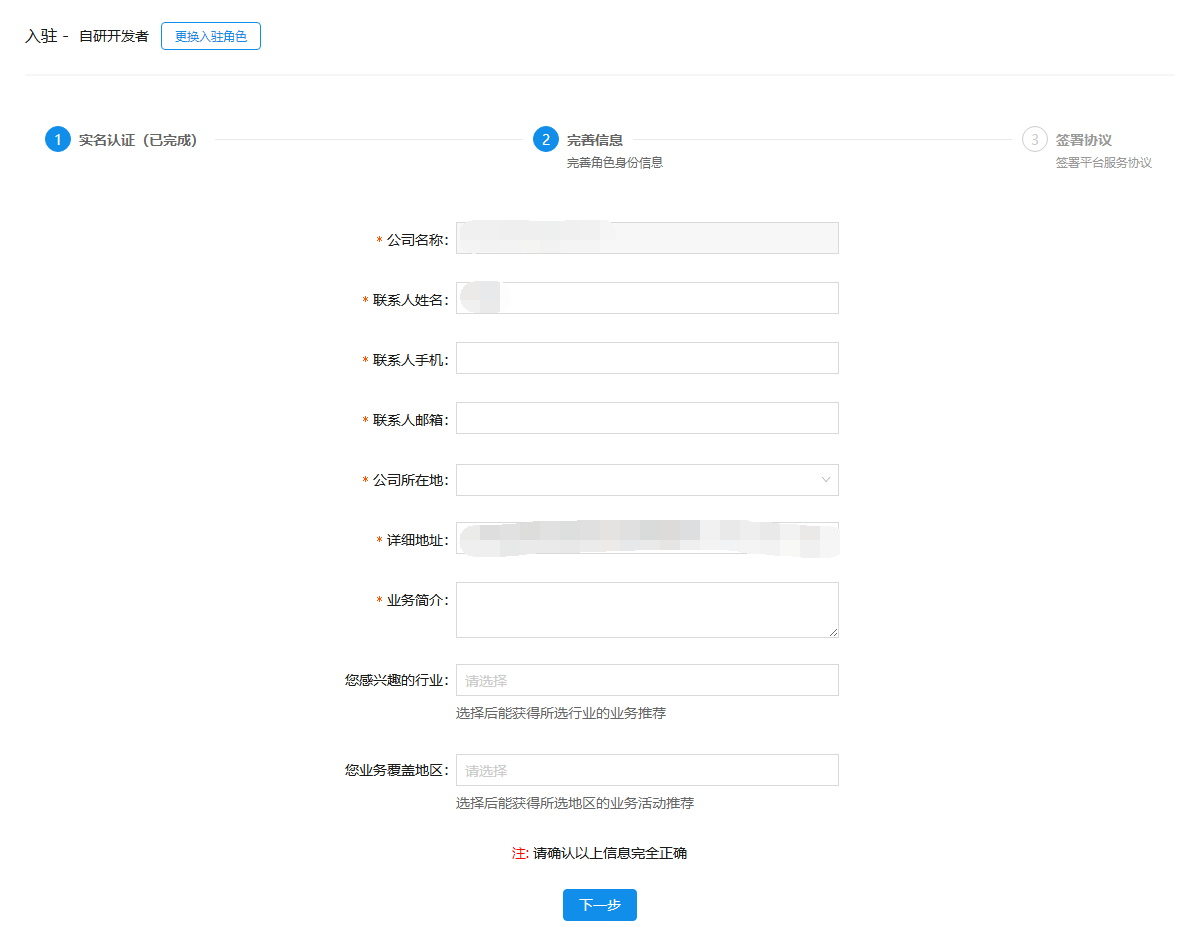 入驻 - 自研开发者 更换入驻角色
1 实名认证（已完成） 2 完善信息 3 签署协议
完善角色身份信息 签署平台服务协议
* 公司名称:
* 联系人姓名:
* 联系人手机:
* 联系人邮箱:
* 公司所在地:
* 详细地址:
* 业务简介:
您感兴趣的行业: 请选择
选择后能获得所选行业的业务推荐
您业务覆盖地区: 请选择
选择后能获得所选地区的业务活动推荐
注: 请确认以上信息完全正确
下一步